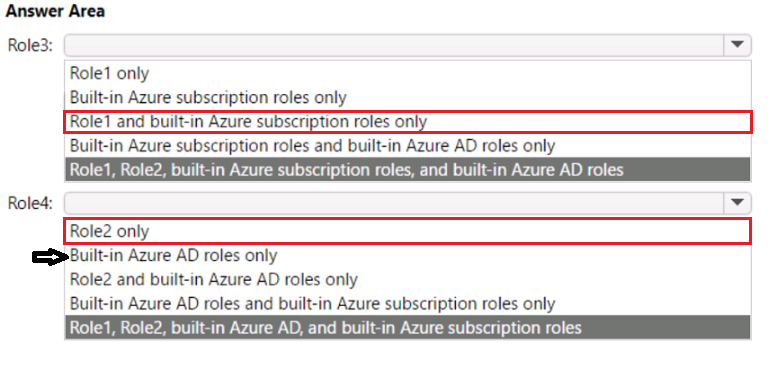 Answer Area
Role3:
Role1 only
Built-in Azure subscription roles only
Role1 and built-in Azure subscription roles only
Built-in Azure subscription roles and built-in Azure AD roles only
Role1, Role2, built-in Azure subscription roles, and built-in Azure AD roles
Role4:
Role2 only
Built-in Azure AD roles only
Role2 and built-in Azure AD roles only
Built-in Azure AD roles and built-in Azure subscription roles only
Role1, Role2, built-in Azure AD, and built-in Azure subscription roles